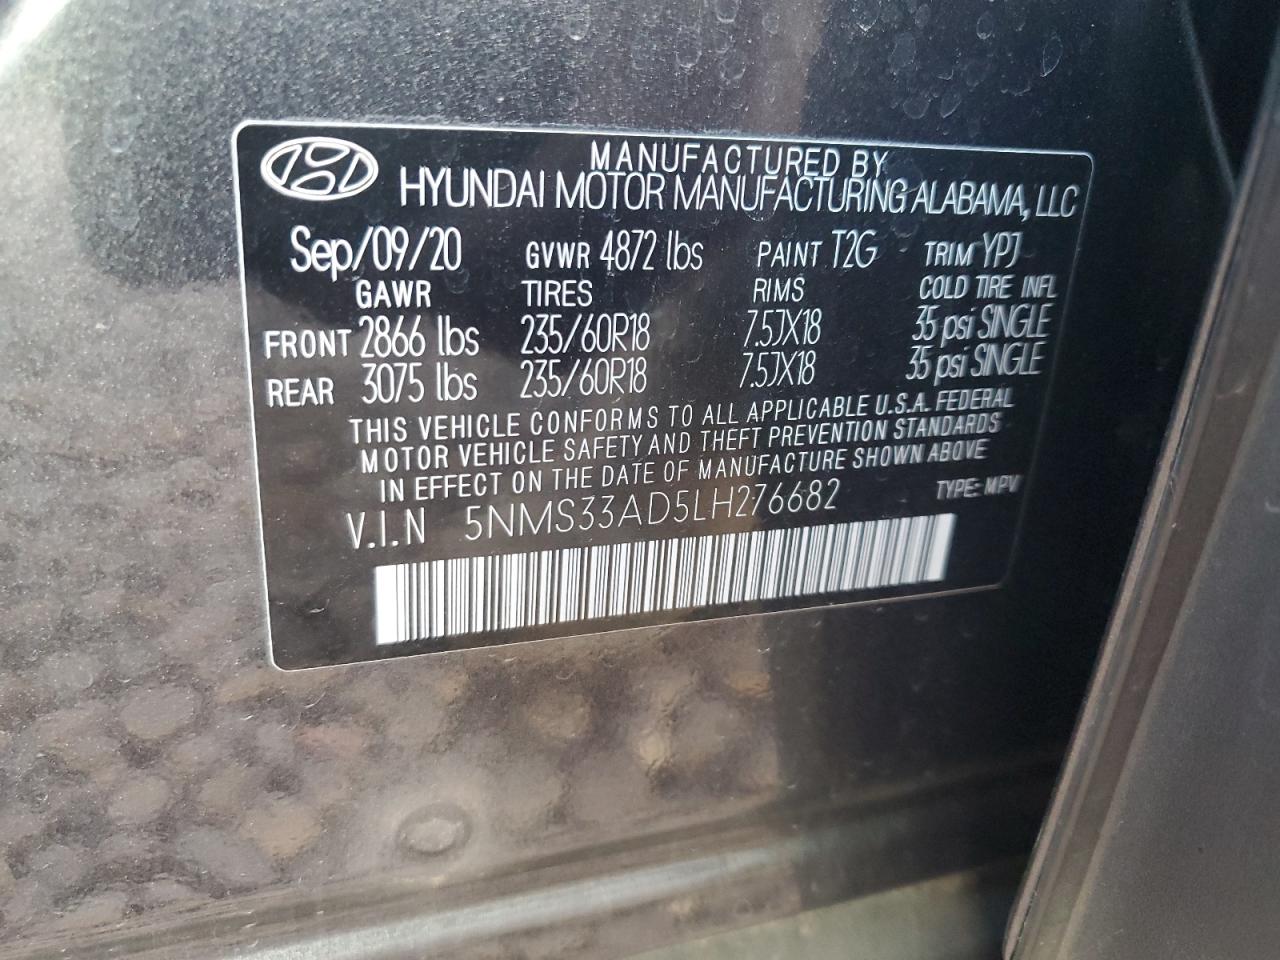 MANUFACTURED BY
HYUNDAI MOTOR MANUFACTURING ALABAMA, LLC
Sep/09/20 GVWR 4872 lbs PAINT T2G TRIM YPJ
GAWR TIRES RIMS COLD TIRE INFL
FRONT 2866 lbs 235/60R18 7.5JX18 35 psi SINGLE
REAR 3075 lbs 235/60R18 7.5JX18 35 psi SINGLE
THIS VEHICLE CONFORMS TO ALL APPLICABLE U.S.A. FEDERAL
MOTOR VEHICLE SAFETY AND THEFT PREVENTION STANDARDS
IN EFFECT ON THE DATE OF MANUFACTURE SHOWN ABOVE
V.I.N 5NMS33AD5LH276682 TYPE: MPV